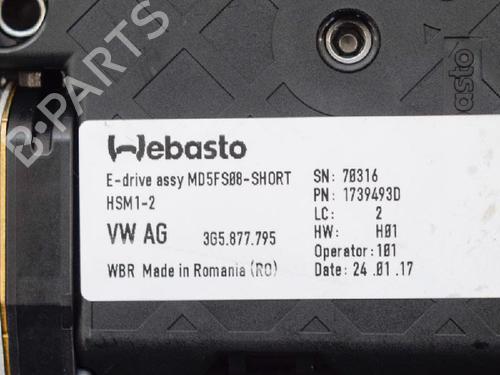 B-PARTS
Webasto
E-drive assy MD5FS08-SHORT
HSM1-2
VW AG 3G5.877.795
WBR Made in Romania (RO)
SN: 70316
PN: 1739493D
LC: 2
HW: H01
Operator: 101
Date: 24.01.17
asto